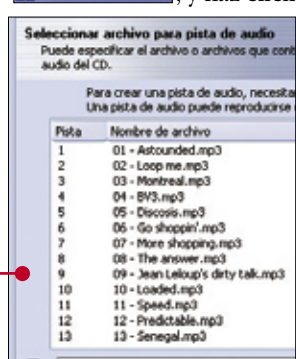 , y haz
Seleccionar archivo para pista de audio
Puede especificar el archivo o archivos que cont
audio del CD.
Para crear una pista de audio, necesita
Una pista de audio puede reproducirse
Pista Nombre de archivo
1 01 - Astounded.mp3
2 02 - Loop me.mp3
3 03 - Montreal.mp3
4 04 - BY3.mp3
5 05 - Discosis.mp3
6 06 - Go shoppin'.mp3
7 07 - More shopping.mp3
8 08 - The answer.mp3
9 09 - Jean Leloup's dirty talk.mp3
10 10 - Loaded.mp3
11 11 - Speed.mp3
12 12 - Predictable.mp3
13 13 - Senegal.mp3